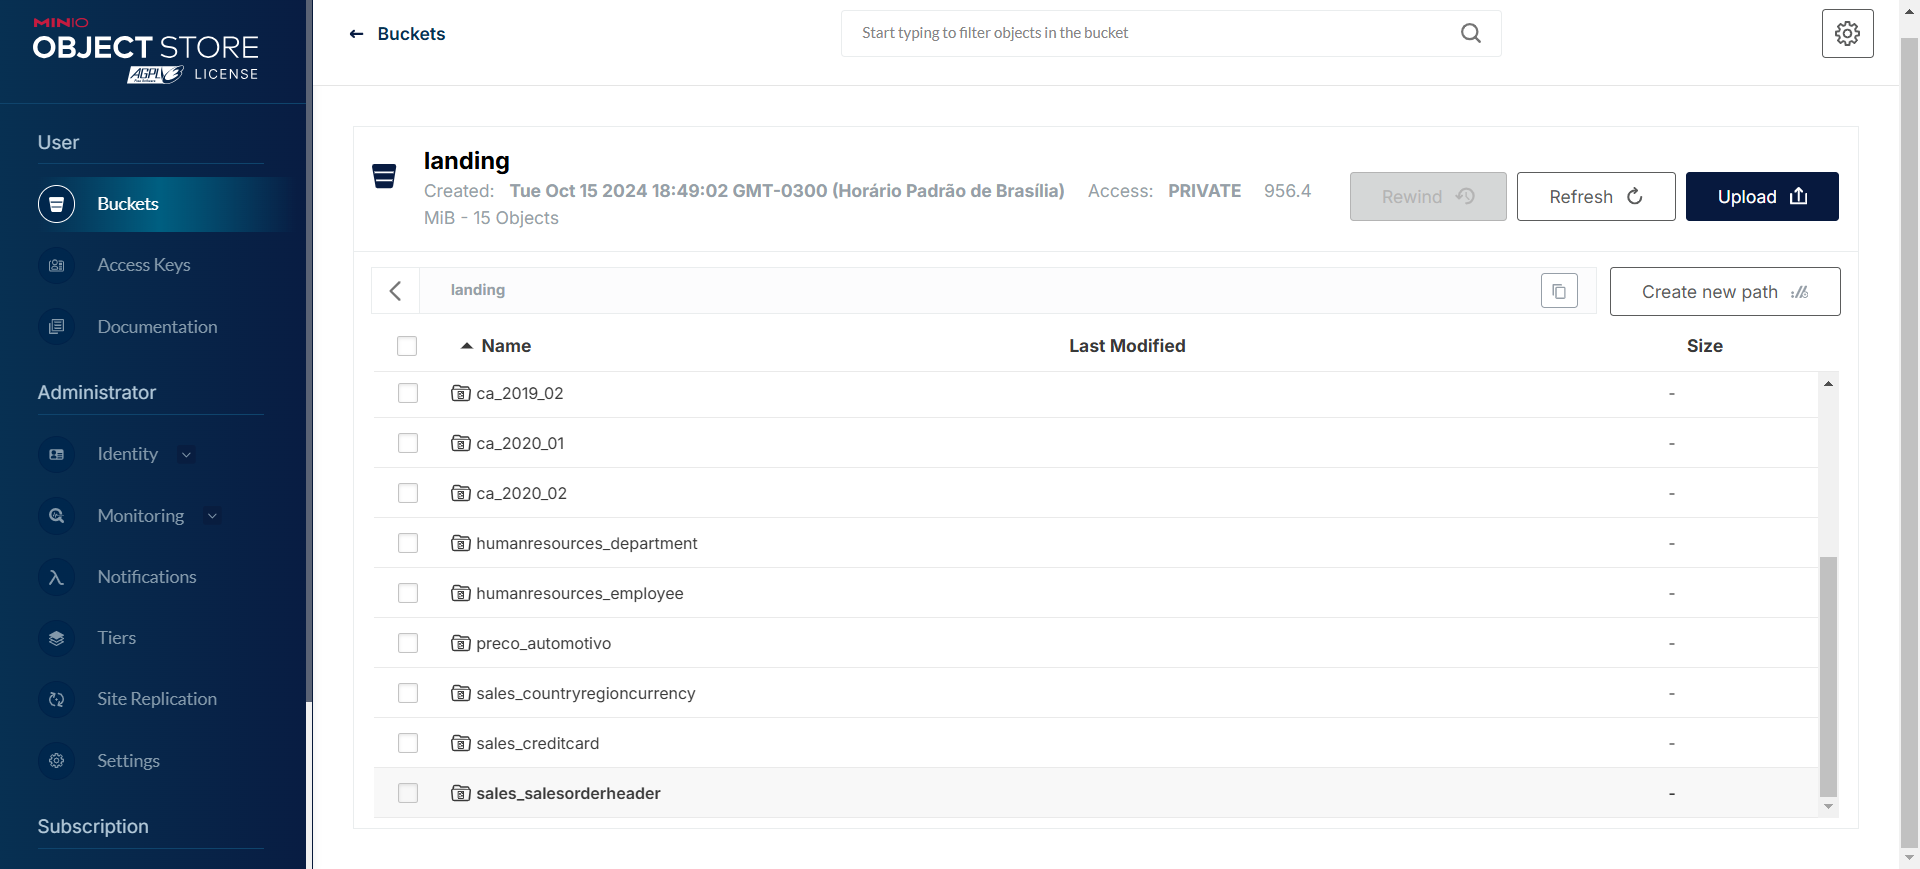 MINIO
OBJECT STORE
AGPLv3 LICENSE
User
Buckets
Access Keys
Documentation
Administrator
Identity
Monitoring
Notifications
Tiers
Site Replication
Settings
Subscription
Buckets
Start typing to filter objects in the bucket
landing
Created: Tue Oct 15 2024 18:49:02 GMT-0300 (Horário Padrão de Brasília) Access: PRIVATE 956.4
MiB - 15 Objects
Rewind
Refresh
Upload
landing
Create new path
Name Last Modified Size
ca_2019_02 -
ca_2020_01 -
ca_2020_02 -
humanresources_department -
humanresources_employee -
preco_automotivo -
sales_countryregioncurrency -
sales_creditcard -
sales_salesorderheader -